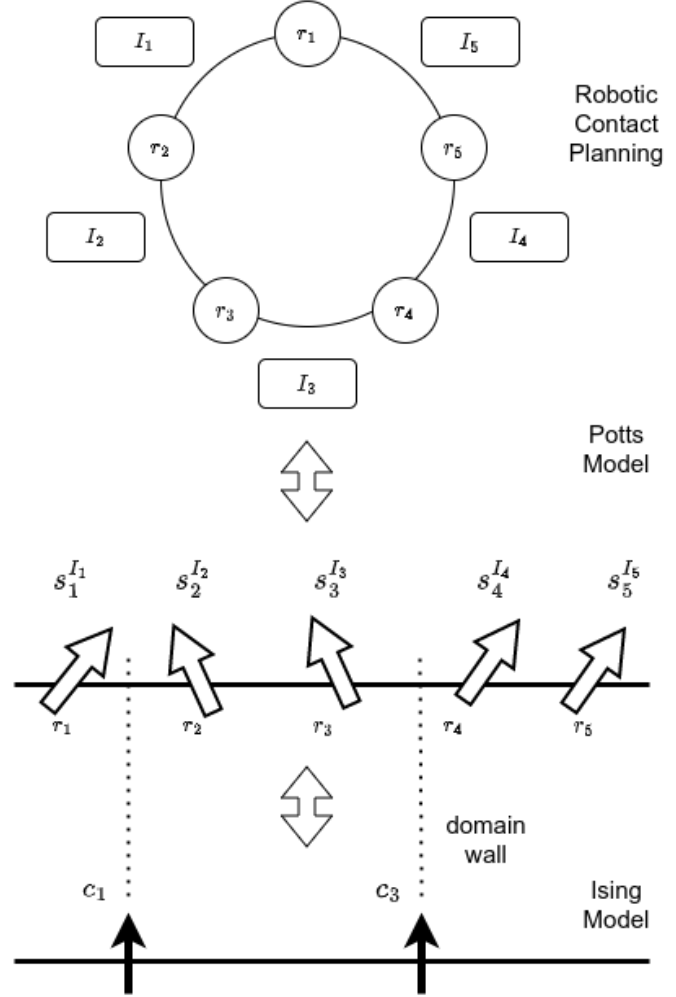 r₁
I₁
I₅
r₂
r₅
Robotic
Contact
Planning
I₂
I₄
r₃
r₄
I₃
Potts
Model
s₁^{I₁}
s₂^{I₂}
s₃^{I₃}
s₄^{I₄}
s₅^{I₅}
r₁
r₂
r₃
r₄
r₅
domain
wall
c₁
c₃
Ising
Model